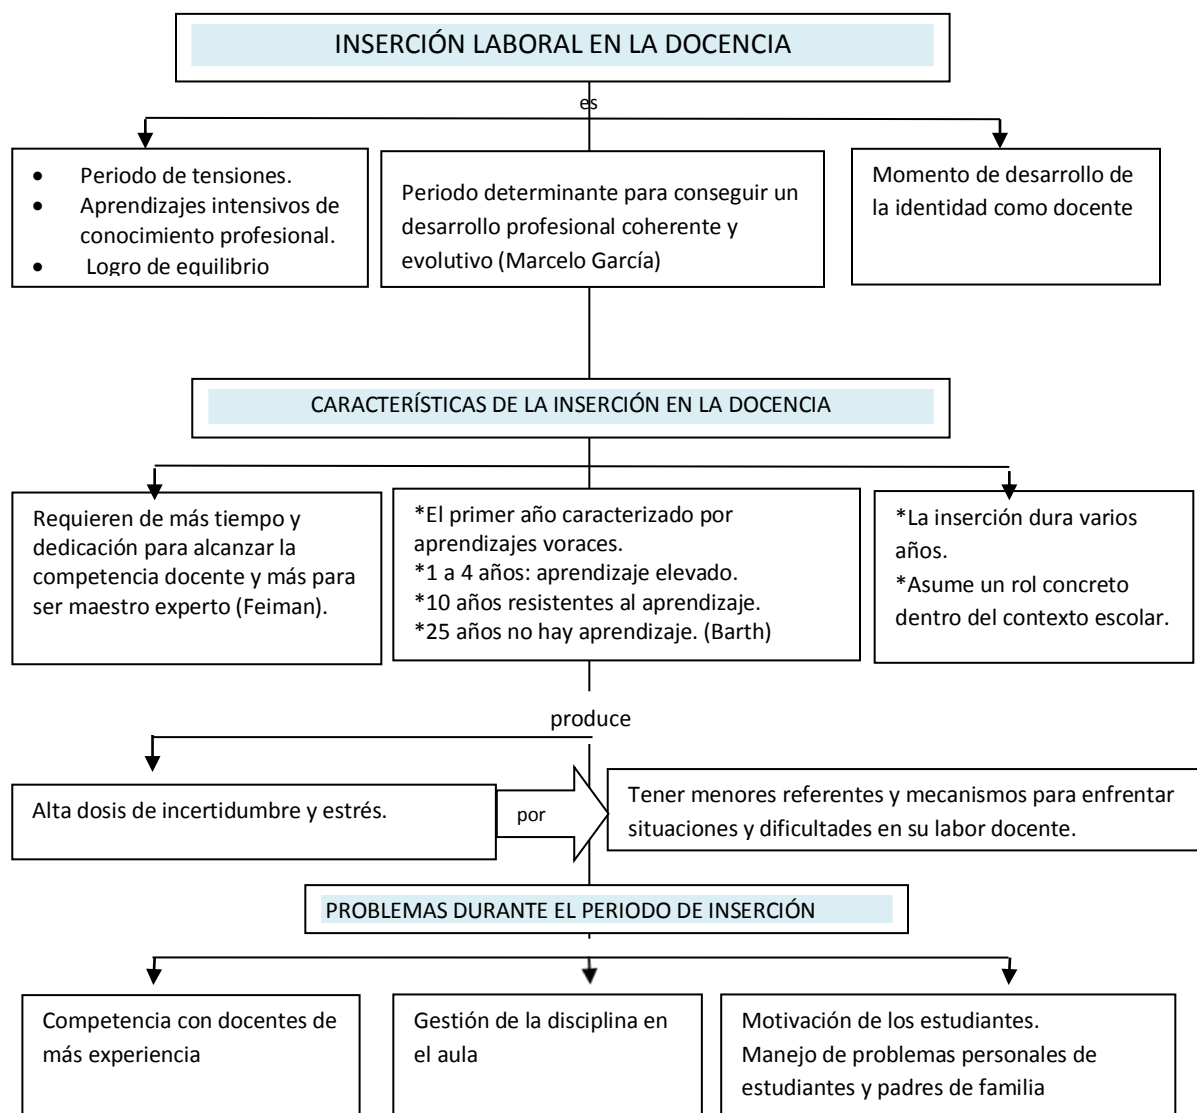 INSERCIÓN LABORAL EN LA DOCENCIA
es
• Periodo de tensiones.
• Aprendizajes intensivos de
conocimiento profesional.
• Logro de equilibrio
Periodo determinante para conseguir un
desarrollo profesional coherente y
evolutivo (Marcelo García)
Momento de desarrollo de
la identidad como docente
CARACTERÍSTICAS DE LA INSERCIÓN EN LA DOCENCIA
Requieren de más tiempo y
dedicación para alcanzar la
competencia docente y más para
ser maestro experto (Feiman).
*El primer año caracterizado por
aprendizajes voraces.
*1 a 4 años: aprendizaje elevado.
*10 años resistentes al aprendizaje.
*25 años no hay aprendizaje. (Barth)
*La inserción dura varios
años.
*Asume un rol concreto
dentro del contexto escolar.
produce
Alta dosis de incertidumbre y estrés.
por
Tener menores referentes y mecanismos para enfrentar
situaciones y dificultades en su labor docente.
PROBLEMAS DURANTE EL PERIODO DE INSERCIÓN
Competencia con docentes de
más experiencia
Gestión de la disciplina en
el aula
Motivación de los estudiantes.
Manejo de problemas personales de
estudiantes y padres de familia